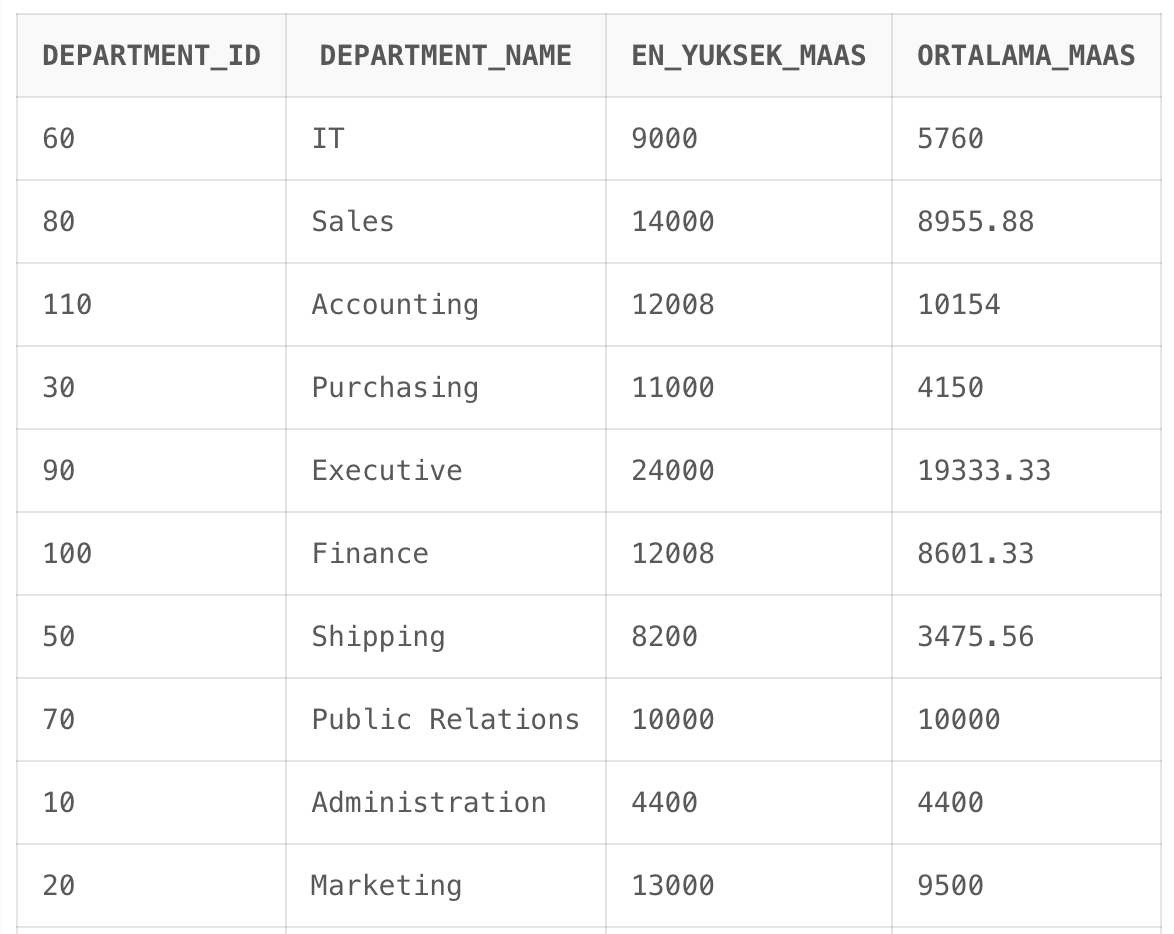 DEPARTMENT_ID DEPARTMENT_NAME EN_YUKSEK_MAAS ORTALAMA_MAAS
60 IT 9000 5760
80 Sales 14000 8955.88
110 Accounting 12008 10154
30 Purchasing 11000 4150
90 Executive 24000 19333.33
100 Finance 12008 8601.33
50 Shipping 8200 3475.56
70 Public Relations 10000 10000
10 Administration 4400 4400
20 Marketing 13000 9500